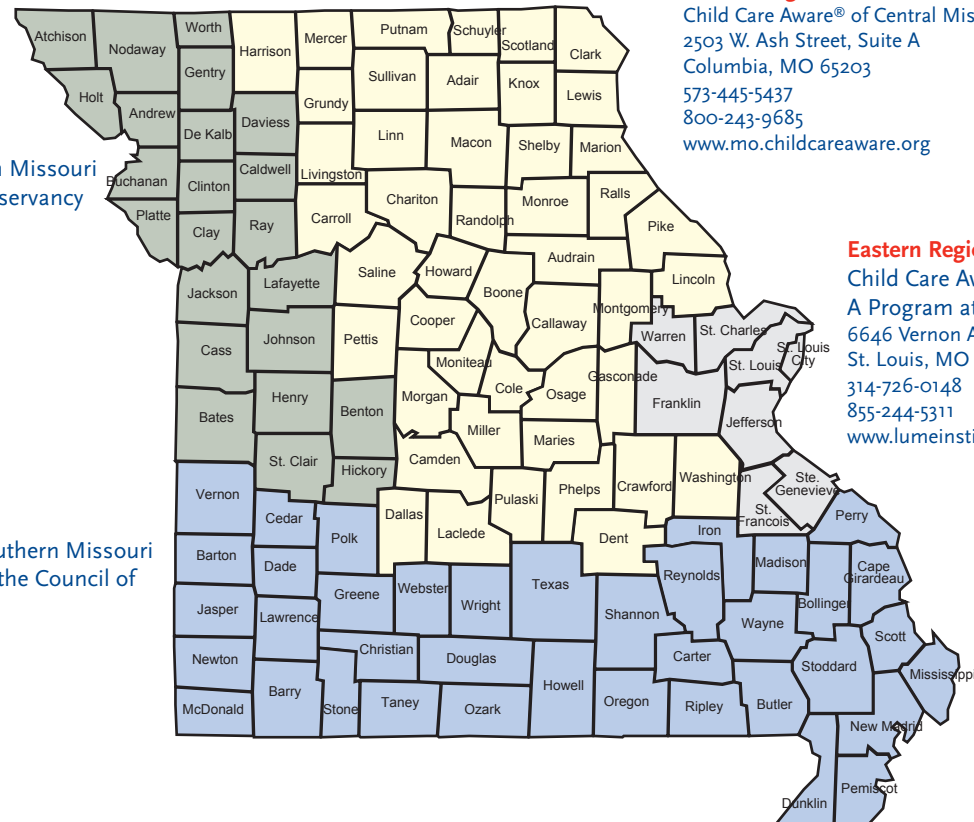 Child Care Aware® of Central Mis
2503 W. Ash Street, Suite A
Columbia, MO 65203
573-445-5437
800-243-9685
www.mo.childcareaware.org
Eastern Regi
Child Care Aw
A Program at
6646 Vernon A
St. Louis, MO
314-726-0148
855-244-5311
www.lumeinsti
Missouri
servancy
uthern Missouri
the Council of
Atchison
Nodaway
Worth
Harrison
Mercer
Putnam
Schuyler
Scotland
Clark
Holt
Gentry
Sullivan
Adair
Knox
Lewis
Andrew
De Kalb
Daviess
Grundy
Linn
Macon
Shelby
Marion
Buchanan
Clinton
Caldwell
Livingston
Chariton
Randolph
Monroe
Ralls
Platte
Clay
Ray
Carroll
Pike
Audrain
Jackson
Lafayette
Saline
Howard
Boone
Callaway
Montgomery
Lincoln
Cass
Johnson
Pettis
Cooper
Moniteau
Cole
Osage
Gasconade
Warren
St. Charles
St. Louis
St. Louis
City
Franklin
Jefferson
Bates
Henry
Benton
Morgan
Miller
Maries
St. Clair
Hickory
Camden
Pulaski
Phelps
Crawford
Washington
Ste.
Genevieve
St.
Francois
Perry
Vernon
Cedar
Polk
Dallas
Laclede
Dent
Iron
Madison
Cape
Girardeau
Bollinger
Barton
Dade
Greene
Webster
Wright
Texas
Shannon
Reynolds
Wayne
Scott
Jasper
Lawrence
Christian
Douglas
Carter
Stoddard
Mississippi
Newton
Barry
Stone
Taney
Ozark
Howell
Oregon
Ripley
Butler
New Madrid
McDonald
Dunklin
Pemiscot